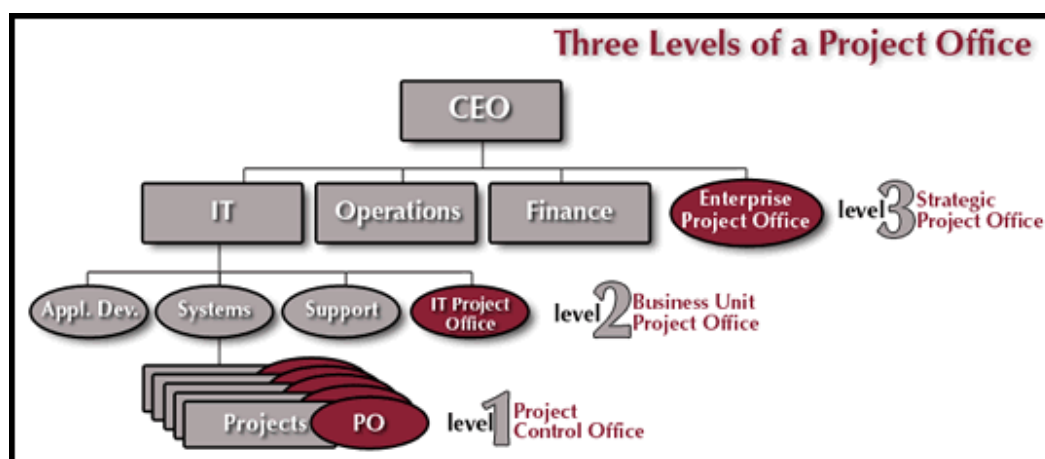 Three Levels of a Project Office
CEO
IT
Operations
Finance
Enterprise
Project Office
level 3 Strategic
Project Office
Appl. Dev.
Systems
Support
IT Project
Office
level 2 Business Unit
Project Office
Projects
PO
level 1 Project
Control Office